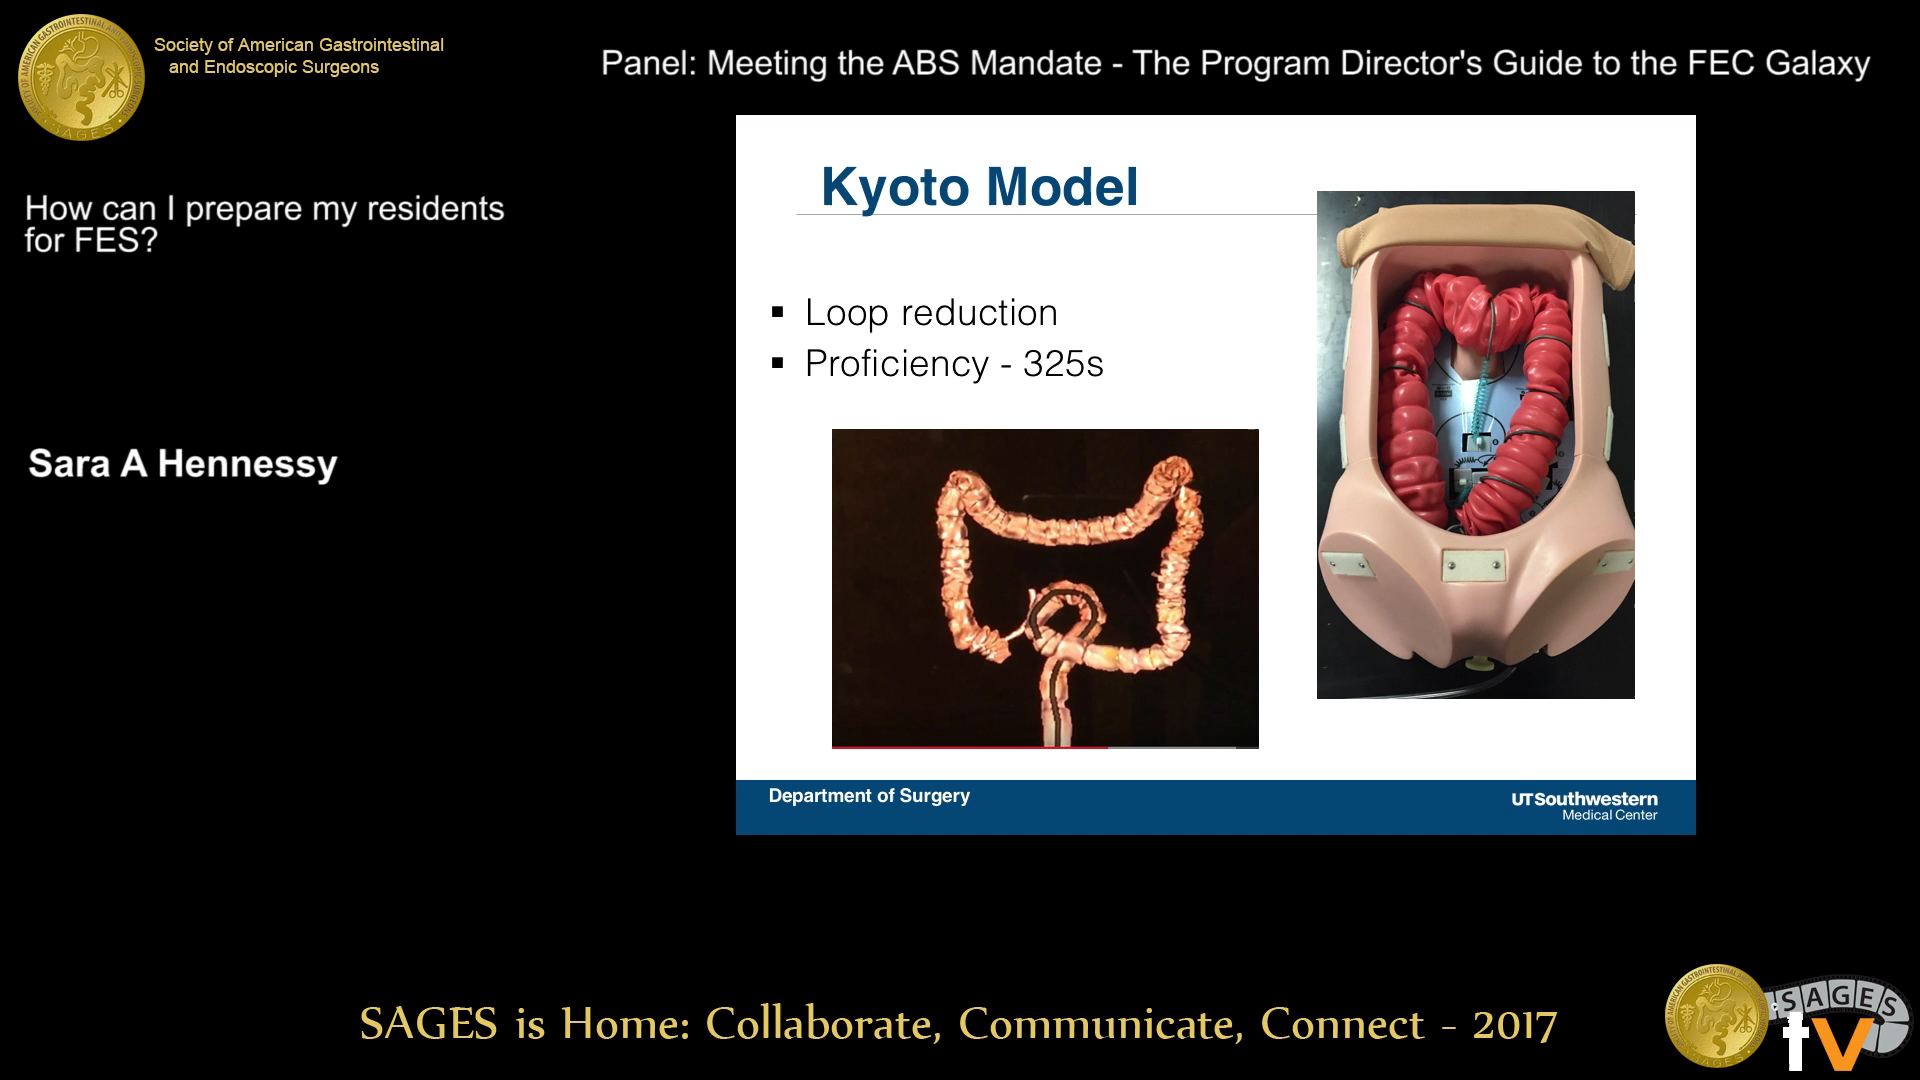 Society of American Gastrointestinal
and Endoscopic Surgeons
Panel: Meeting the ABS Mandate - The Program Director's Guide to the FEC Galaxy
How can I prepare my residents
for FES?
Sara A Hennessy
Kyoto Model
▪ Loop reduction
▪ Proficiency - 325s
Department of Surgery
UTSouthwestern
Medical Center
SAGES is Home: Collaborate, Communicate, Connect - 2017
SAGES
tv